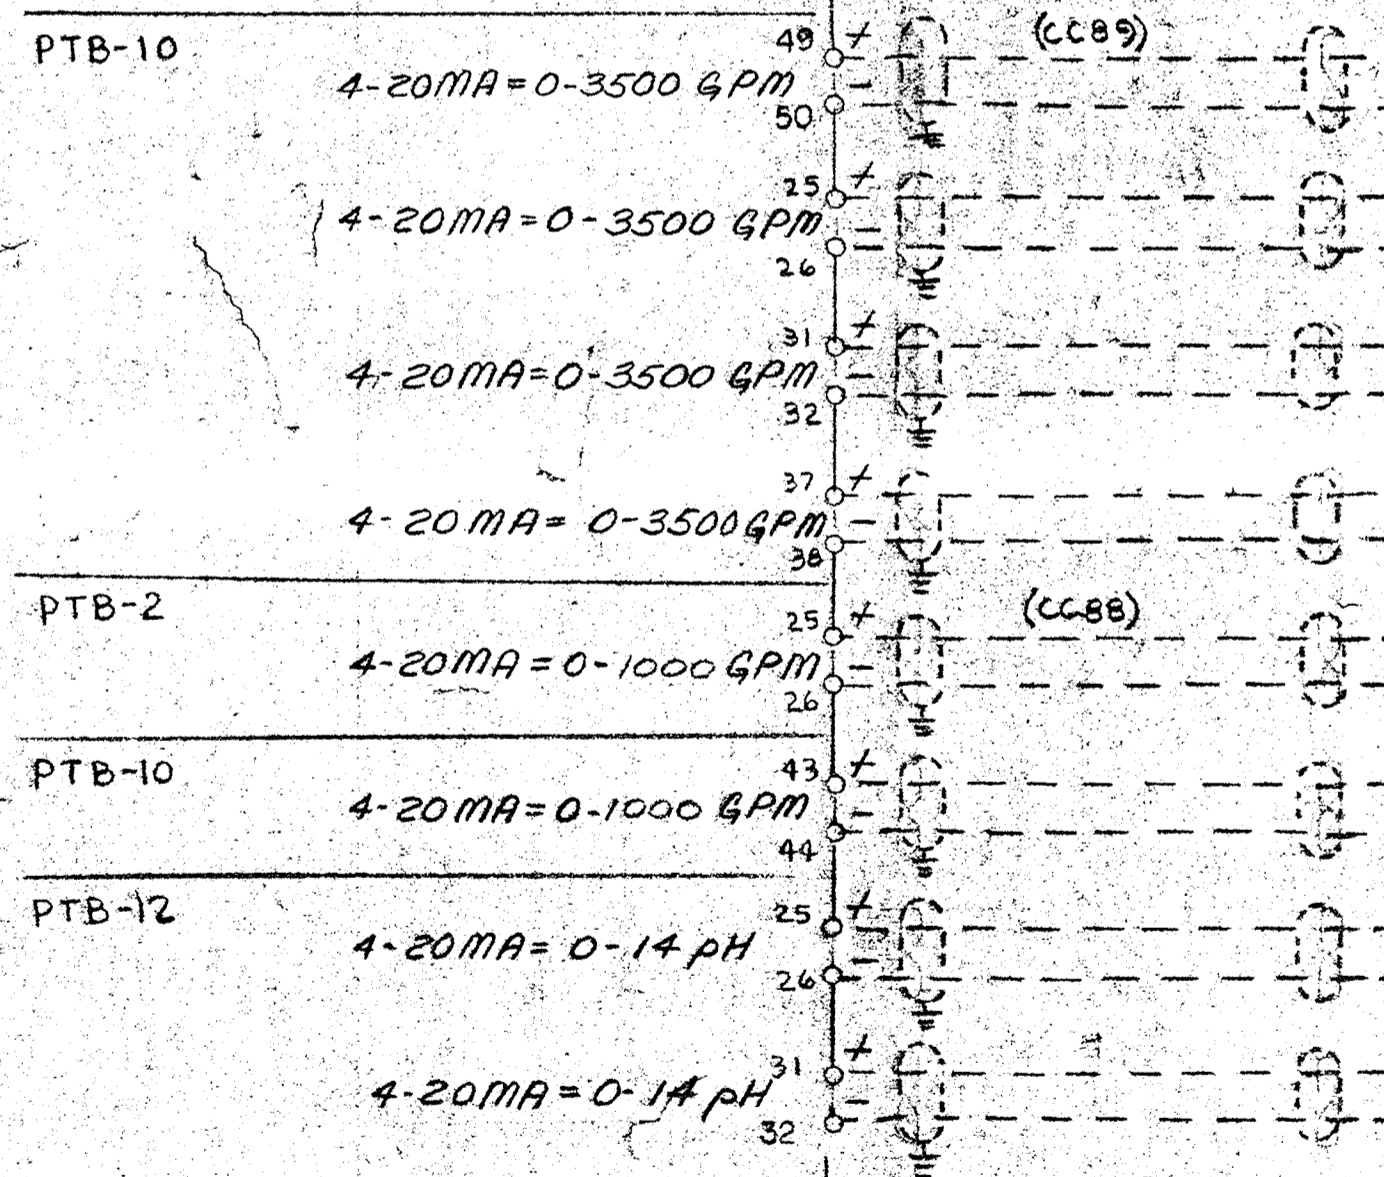 PTB-10
49 +
(CC89)
4-20MA=0-3500 GPM -
50
25 +
4-20MA=0-3500 GPM -
26
31 +
4-20MA=0-3500 GPM -
32
37 +
4-20MA= 0-3500GPM -
38
PTB-2
25 +
(CC88)
4-20MA=0-1000 GPM -
26
PTB-10
43 +
4-20MA=0-1000 GPM -
44
PTB-12
25 +
4-20MA= 0-14 pH -
26
31 +
4-20MA=0-14 pH -
32